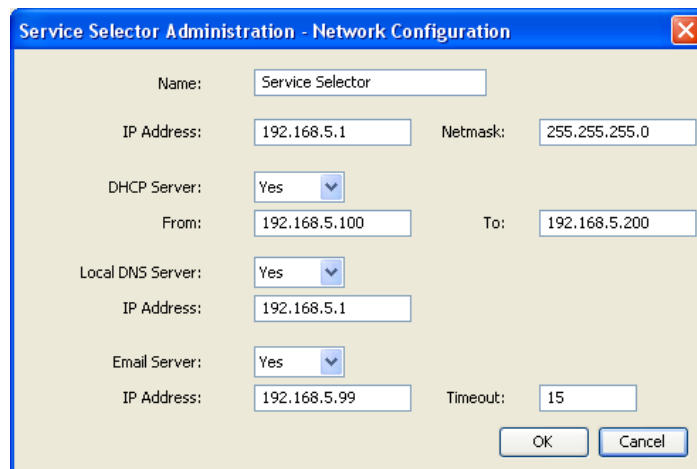 Service Selector Administration - Network Configuration
Name: Service Selector
IP Address: 192.168.5.1 Netmask: 255.255.255.0
DHCP Server: Yes
From: 192.168.5.100 To: 192.168.5.200
Local DNS Server: Yes
IP Address: 192.168.5.1
Email Server: Yes
IP Address: 192.168.5.99 Timeout: 15
OK Cancel